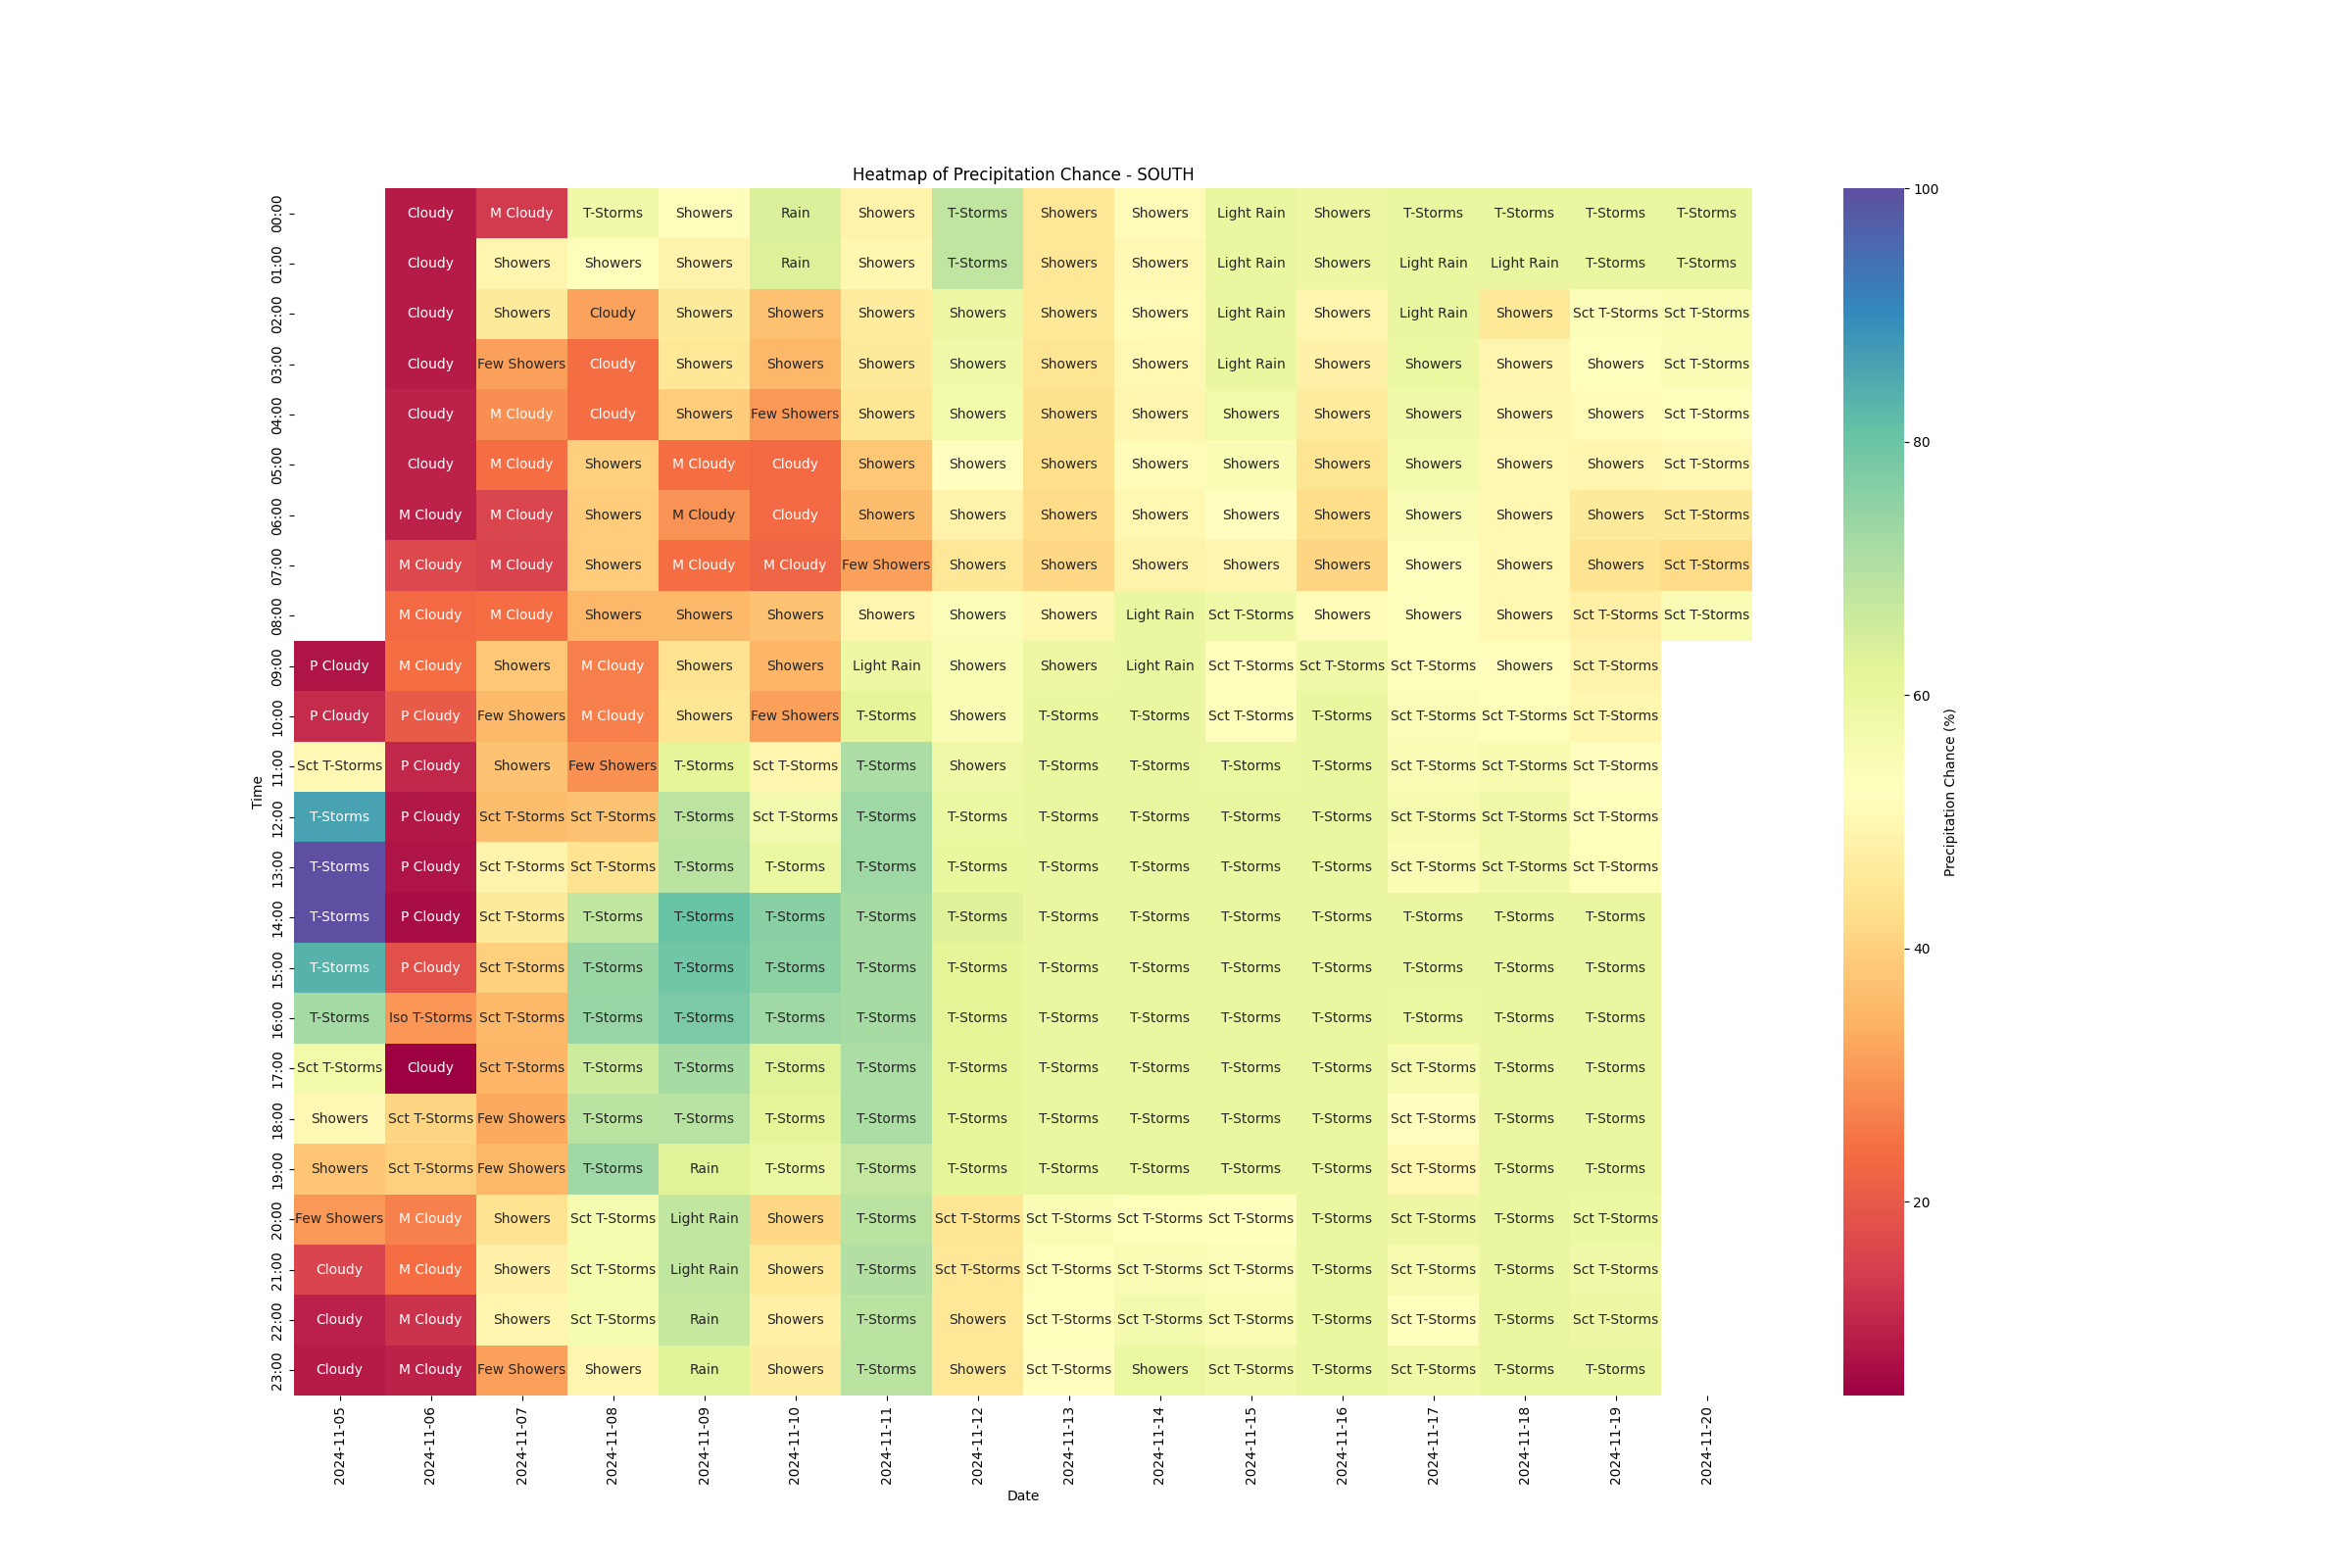 Heatmap of Precipitation Chance - SOUTH
00:00 Cloudy M Cloudy T-Storms Showers Rain Showers T-Storms Showers Showers Light Rain Showers T-Storms T-Storms T-Storms T-Storms 100
01:00 Cloudy Showers Showers Showers Rain Showers T-Storms Showers Showers Light Rain Showers Light Rain Light Rain T-Storms T-Storms
02:00 Cloudy Showers Cloudy Showers Showers Showers Showers Showers Showers Light Rain Showers Light Rain Showers Sct T-Storms Sct T-Storms
03:00 Cloudy Few Showers Cloudy Showers Showers Showers Showers Showers Showers Light Rain Showers Showers Showers Showers Sct T-Storms
04:00 Cloudy M Cloudy Cloudy Showers Few Showers Showers Showers Showers Showers Showers Showers Showers Showers Showers Sct T-Storms
05:00 Cloudy M Cloudy Showers M Cloudy Cloudy Showers Showers Showers Showers Showers Showers Showers Showers Showers Sct T-Storms 80
06:00 M Cloudy M Cloudy Showers M Cloudy Cloudy Showers Showers Showers Showers Showers Showers Showers Showers Showers Sct T-Storms
07:00 M Cloudy M Cloudy Showers M Cloudy M Cloudy Few Showers Showers Showers Showers Showers Showers Showers Showers Showers Sct T-Storms
08:00 M Cloudy M Cloudy Showers Showers Showers Showers Showers Showers Light Rain Sct T-Storms Showers Showers Showers Sct T-Storms Sct T-Storms
09:00 P Cloudy M Cloudy Showers M Cloudy Showers Showers Light Rain Showers Showers Light Rain Sct T-Storms Sct T-Storms Sct T-Storms Showers Sct T-Storms
10:00 P Cloudy P Cloudy Few Showers M Cloudy Showers Few Showers T-Storms Showers T-Storms T-Storms Sct T-Storms T-Storms Sct T-Storms Sct T-Storms Sct T-Storms 60
11:00 Sct T-Storms P Cloudy Showers Few Showers T-Storms Sct T-Storms T-Storms Showers T-Storms T-Storms T-Storms T-Storms Sct T-Storms Sct T-Storms Sct T-Storms
Time
Precipitation Chance (%)
12:00 T-Storms P Cloudy Sct T-Storms Sct T-Storms T-Storms Sct T-Storms T-Storms T-Storms T-Storms T-Storms T-Storms T-Storms Sct T-Storms Sct T-Storms Sct T-Storms
13:00 T-Storms P Cloudy Sct T-Storms Sct T-Storms T-Storms T-Storms T-Storms T-Storms T-Storms T-Storms T-Storms T-Storms Sct T-Storms Sct T-Storms Sct T-Storms
14:00 T-Storms P Cloudy Sct T-Storms T-Storms T-Storms T-Storms T-Storms T-Storms T-Storms T-Storms T-Storms T-Storms T-Storms T-Storms T-Storms
15:00 T-Storms P Cloudy Sct T-Storms T-Storms T-Storms T-Storms T-Storms T-Storms T-Storms T-Storms T-Storms T-Storms T-Storms T-Storms T-Storms 40
16:00 T-Storms Iso T-Storms Sct T-Storms T-Storms T-Storms T-Storms T-Storms T-Storms T-Storms T-Storms T-Storms T-Storms T-Storms T-Storms T-Storms
17:00 Sct T-Storms Cloudy Sct T-Storms T-Storms T-Storms T-Storms T-Storms T-Storms T-Storms T-Storms T-Storms T-Storms Sct T-Storms T-Storms T-Storms
18:00 Showers Sct T-Storms Few Showers T-Storms T-Storms T-Storms T-Storms T-Storms T-Storms T-Storms T-Storms T-Storms Sct T-Storms T-Storms T-Storms
19:00 Showers Sct T-Storms Few Showers T-Storms Rain T-Storms T-Storms T-Storms T-Storms T-Storms T-Storms T-Storms Sct T-Storms T-Storms T-Storms
20:00 Few Showers M Cloudy Showers Sct T-Storms Light Rain Showers T-Storms Sct T-Storms Sct T-Storms Sct T-Storms Sct T-Storms T-Storms Sct T-Storms T-Storms Sct T-Storms 20
21:00 Cloudy M Cloudy Showers Sct T-Storms Light Rain Showers T-Storms Sct T-Storms Sct T-Storms Sct T-Storms Sct T-Storms T-Storms Sct T-Storms T-Storms Sct T-Storms
22:00 Cloudy M Cloudy Showers Sct T-Storms Rain Showers T-Storms Showers Sct T-Storms Sct T-Storms Sct T-Storms T-Storms Sct T-Storms T-Storms Sct T-Storms
23:00 Cloudy M Cloudy Few Showers Showers Rain Showers T-Storms Showers Sct T-Storms Showers Sct T-Storms T-Storms Sct T-Storms T-Storms T-Storms
2024-11-05 2024-11-06 2024-11-07 2024-11-08 2024-11-09 2024-11-10 2024-11-11 2024-11-12 2024-11-13 2024-11-14 2024-11-15 2024-11-16 2024-11-17 2024-11-18 2024-11-19 2024-11-20
Date